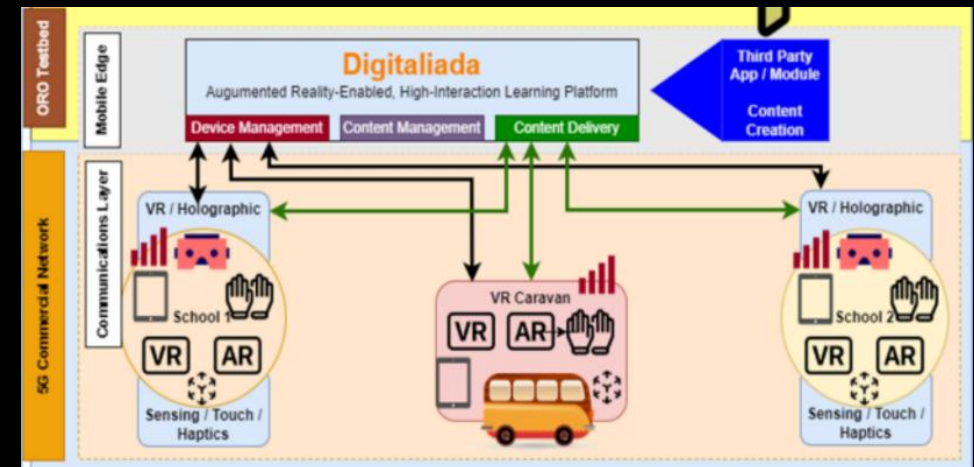 ORO Testbed
Mobile Edge
Digitaliada
Augumented Reality-Enabled, High-Interaction Learning Platform
Device Management
Content Management
Content Delivery
Third Party
App / Module
Content
Creation
5G Commercial Network
Communications Layer
VR / Holographic
School 1
VR
AR
Sensing / Touch /
Haptics
VR Caravan
VR
AR
VR / Holographic
School 2
VR
AR
Sensing / Touch /
Haptics